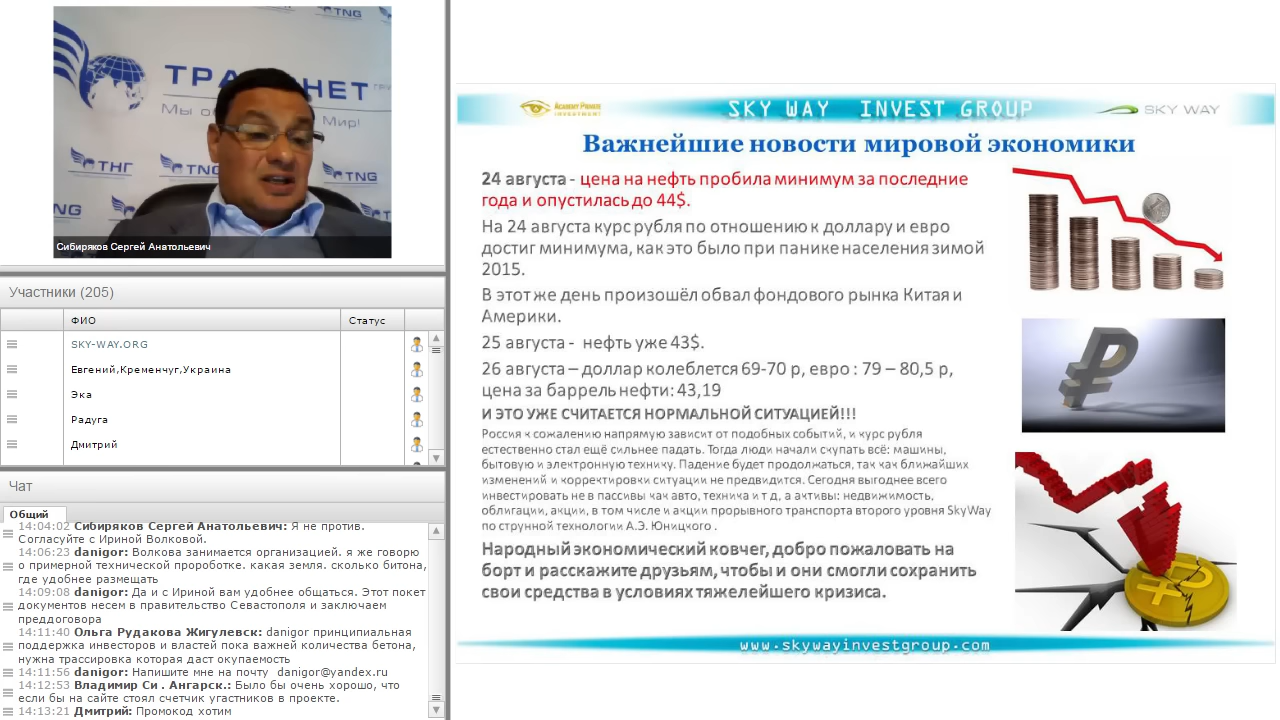 TNG
ТРАНСНЕТ
Мы о
Мир!
ТНГ
TNG
TNG
TNG
Сибиряков Сергей Анатольевич
Участники (205)
ФИО
Статус
SKY-WAY.ORG
Евгений,Кременчуг,Украина
Эка
Радуга
Дмитрий
Чат
Общий
14:04:02 Сибиряков Сергей Анатольевич: Я не против.
Согласуйте с Ириной Волковой.
14:06:23 danigor: Волкова занимается организацией. я же говорю
о примерной технической пророботке. какая земля. сколько битона,
где удобнее размещать
14:09:08 danigor: Да и с Ириной вам удобнее общаться. Этот покет
документов несем в правительство Севастополя и заключаем
преддоговора
14:11:40 Ольга Рудакова Жигулевск: danigor принципиальная
поддержка инвесторов и властей пока важней количества бетона,
нужна трассировка которая даст окупаемость
14:11:56 danigor: Напишите мне на почту danigor@yandex.ru
14:12:53 Владимир Си . Ангарск.: Было бы очень хорошо, что
если бы на сайте стоял счетчик угастников в проекте.
14:13:21 Дмитрий: Промокод хотим
ACADEMY PRIVATE
INVESTMENT
SKY WAY INVEST GROUP
SKY WAY
Важнейшие новости мировой экономики
24 августа - цена на нефть пробила минимум за последние
года и опустилась до 44$.
На 24 августа курс рубля по отношению к доллару и евро
достиг минимума, как это было при панике населения зимой
2015.
В этот же день произошёл обвал фондового рынка Китая и
Америки.
25 августа - нефть уже 43$.
26 августа – доллар колеблется 69-70 р, евро : 79 – 80,5 р,
цена за баррель нефти: 43,19
И ЭТО УЖЕ СЧИТАЕТСЯ НОРМАЛЬНОЙ СИТУАЦИЕЙ!!!
Россия к сожалению напрямую зависит от подобных событий, и курс рубля
естественно стал ещё сильнее падать. Тогда люди начали скупать всё: машины,
бытовую и электронную технику. Падение будет продолжаться, так как ближайших
изменений и корректировки ситуации не предвидится. Сегодня выгоднее всего
инвестировать не в пассивы как авто, техника и т д, а активы: недвижимость,
облигации, акции, в том числе и акции прорывного транспорта второго уровня SkyWay
по струнной технологии А.Э. Юницкого .
Народный экономический ковчег, добро пожаловать на
борт и расскажите друзьям, чтобы и они смогли сохранить
свои средства в условиях тяжелейшего кризиса.
www.skywayinvestgroup.com